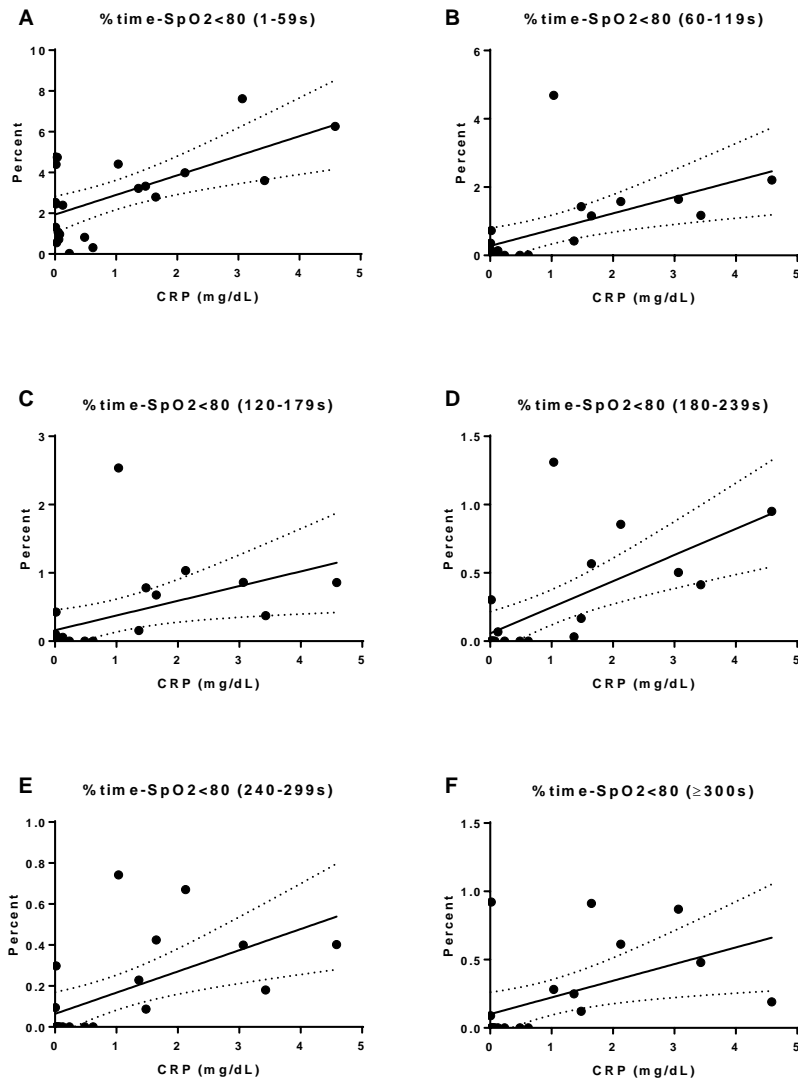 A
%time-SpO2<80 (1-59s)
10
8
6
4
2
0
Percent
0 1 2 3 4 5
CRP (mg/dL)
B
%time-SpO2<80 (60-119s)
6
4
2
0
Percent
0 1 2 3 4 5
CRP (mg/dL)
C
%time-SpO2<80 (120-179s)
3
2
1
0
Percent
0 1 2 3 4 5
CRP (mg/dL)
D
%time-SpO2<80 (180-239s)
1.5
1.0
0.5
0.0
Percent
0 1 2 3 4 5
CRP (mg/dL)
E
%time-SpO2<80 (240-299s)
1.0
0.8
0.6
0.4
0.2
0.0
Percent
0 1 2 3 4 5
CRP (mg/dL)
F
%time-SpO2<80 (≥300s)
1.5
1.0
0.5
0.0
Percent
0 1 2 3 4 5
CRP (mg/dL)